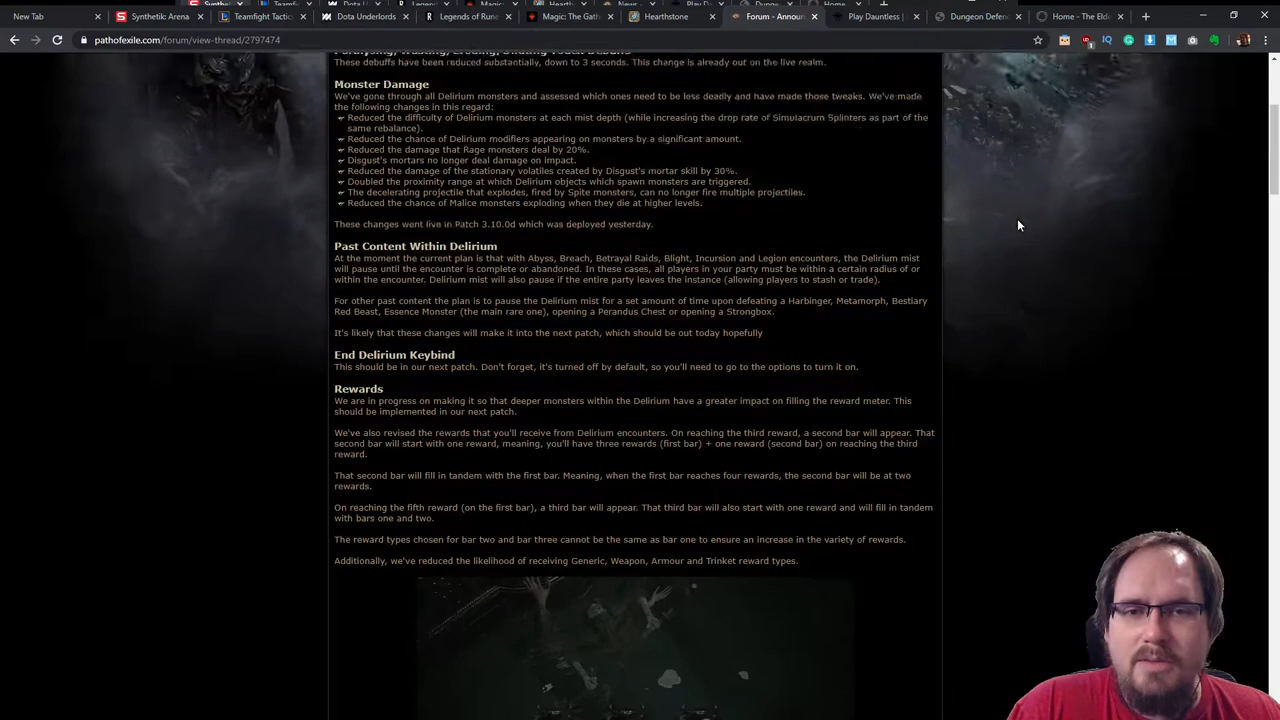 New Tab
Synthetik: Arena
Teamfight Tactics
Dota Underlords
Legends of Rune
Magic: The Gath
Hearthstone
Forum - Announ
Play Dauntless |
Dungeon Defen
Home - The Elde
pathofexile.com/forum/view-thread/2797474
These debuffs have been reduced substantially, down to 3 seconds. This change is already out on the live realm.
Monster Damage
We've gone through all Delirium monsters and assessed which ones need to be less deadly and have made those tweaks. We've made
the following changes in this regard:
Reduced the difficulty of Delirium monsters at each mist depth (while increasing the drop rate of Simulacrum Splinters as part of the
same rebalance).
Reduced the chance of Delirium modifiers appearing on monsters by a significant amount.
Reduced the damage that Rage monsters deal by 20%.
Disgust's mortars no longer deal damage on impact.
Reduced the damage of the stationary volatiles created by Disgust's mortar skill by 30%.
Doubled the proximity range at which Delirium objects which spawn monsters are triggered.
The decelerating projectile that explodes, fired by Spite monsters, can no longer fire multiple projectiles.
Reduced the chance of Malice monsters exploding when they die at higher levels.
These changes went live in Patch 3.10.0d which was deployed yesterday.
Past Content Within Delirium
At the moment the current plan is that with Abyss, Breach, Betrayal Raids, Blight, Incursion and Legion encounters, the Delirium mist
will pause until the encounter is complete or abandoned. In these cases, all players in your party must be within a certain radius of or
within the encounter. Delirium mist will also pause if the entire party leaves the instance (allowing players to stash or trade).
For other past content the plan is to pause the Delirium mist for a set amount of time upon defeating a Harbinger, Metamorph, Bestiary
Red Beast, Essence Monster (the main rare one), opening a Perandus Chest or opening a Strongbox.
It's likely that these changes will make it into the next patch, which should be out today hopefully
End Delirium Keybind
This should be in our next patch. Don't forget, it's turned off by default, so you'll need to go to the options to turn it on.
Rewards
We are in progress on making it so that deeper monsters within the Delirium have a greater impact on filling the reward meter. This
should be implemented in our next patch.
We've also revised the rewards that you'll receive from Delirium encounters. On reaching the third reward, a second bar will appear. That
second bar will start with one reward, meaning, you'll have three rewards (first bar) + one reward (second bar) on reaching the third
reward.
That second bar will fill in tandem with the first bar. Meaning, when the first bar reaches four rewards, the second bar will be at two
rewards.
On reaching the fifth reward (on the first bar), a third bar will appear. That third bar will also start with one reward and will fill in tandem
with bars one and two.
The reward types chosen for bar two and bar three cannot be the same as bar one to ensure an increase in the variety of rewards.
Additionally, we've reduced the likelihood of receiving Generic, Weapon, Armour and Trinket reward types.